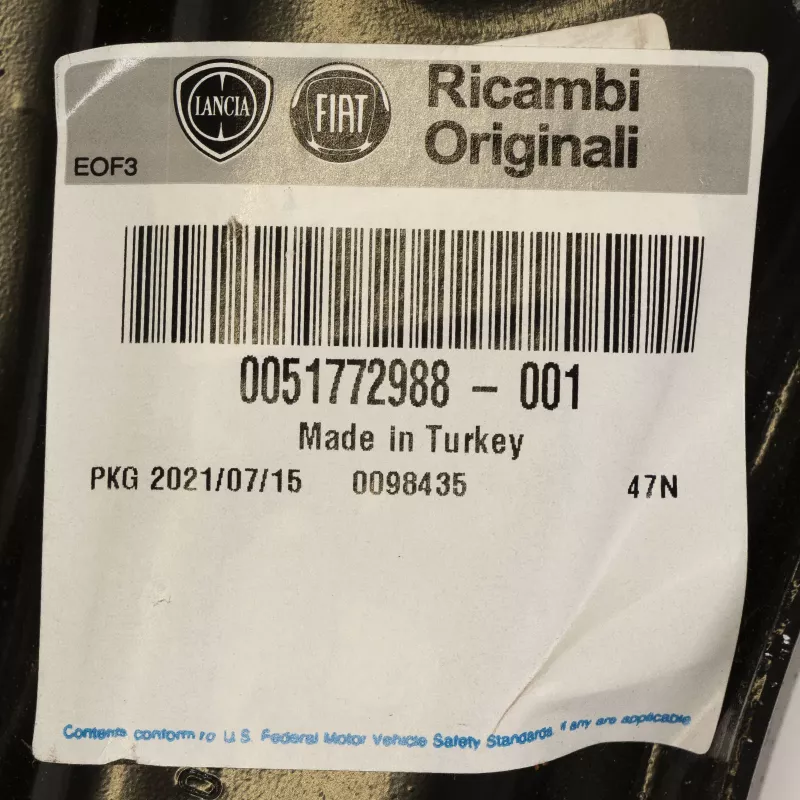 LANCIA
FIAT
Ricambi
Originali
EOF3
0051772988 - 001
Made in Turkey
PKG 2021/07/15 0098435 47N
Contents conform to U.S. Federal Motor Vehicle Safety Standards if any are applicable